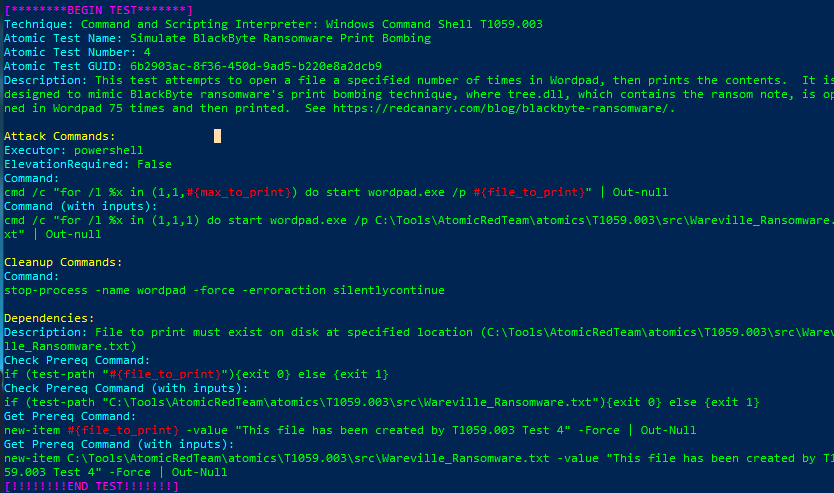 [********BEGIN TEST*******]
Technique: Command and Scripting Interpreter: Windows Command Shell T1059.003
Atomic Test Name: Simulate BlackByte Ransomware Print Bombing
Atomic Test Number: 4
Atomic Test GUID: 6b2903ac-8f36-450d-9ad5-b220e8a2dcb9
Description: This test attempts to open a file a specified number of times in Wordpad, then prints the contents.  It is
designed to mimic BlackByte ransomware's print bombing technique, where tree.dll, which contains the ransom note, is op
ned in Wordpad 75 times and then printed.  See https://redcanary.com/blog/blackbyte-ransomware/.
Attack Commands:
Executor: powershell
ElevationRequired: False
Command:
cmd /c "for /l %x in (1,1,#{max_to_print}) do start wordpad.exe /p #{file_to_print}" | Out-null
Command (with inputs):
cmd /c "for /l %x in (1,1,1) do start wordpad.exe /p C:\Tools\AtomicRedTeam\atomics\T1059.003\src\Wareville_Ransomware.
xt" | Out-null
Cleanup Commands:
Command:
stop-process -name wordpad -force -erroraction silentlycontinue
Dependencies:
Description: File to print must exist on disk at specified location (C:\Tools\AtomicRedTeam\atomics\T1059.003\src\Warev
lle_Ransomware.txt)
Check Prereq Command:
if (test-path "#{file_to_print}"){exit 0} else {exit 1}
Check Prereq Command (with inputs):
if (test-path "C:\Tools\AtomicRedTeam\atomics\T1059.003\src\Wareville_Ransomware.txt"){exit 0} else {exit 1}
Get Prereq Command:
new-item #{file_to_print} -value "This file has been created by T1059.003 Test 4" -Force | Out-Null
Get Prereq Command (with inputs):
new-item C:\Tools\AtomicRedTeam\atomics\T1059.003\src\Wareville_Ransomware.txt -value "This file has been created by T1
59.003 Test 4" -Force | Out-Null
[!!!!!!!!END TEST!!!!!!!]